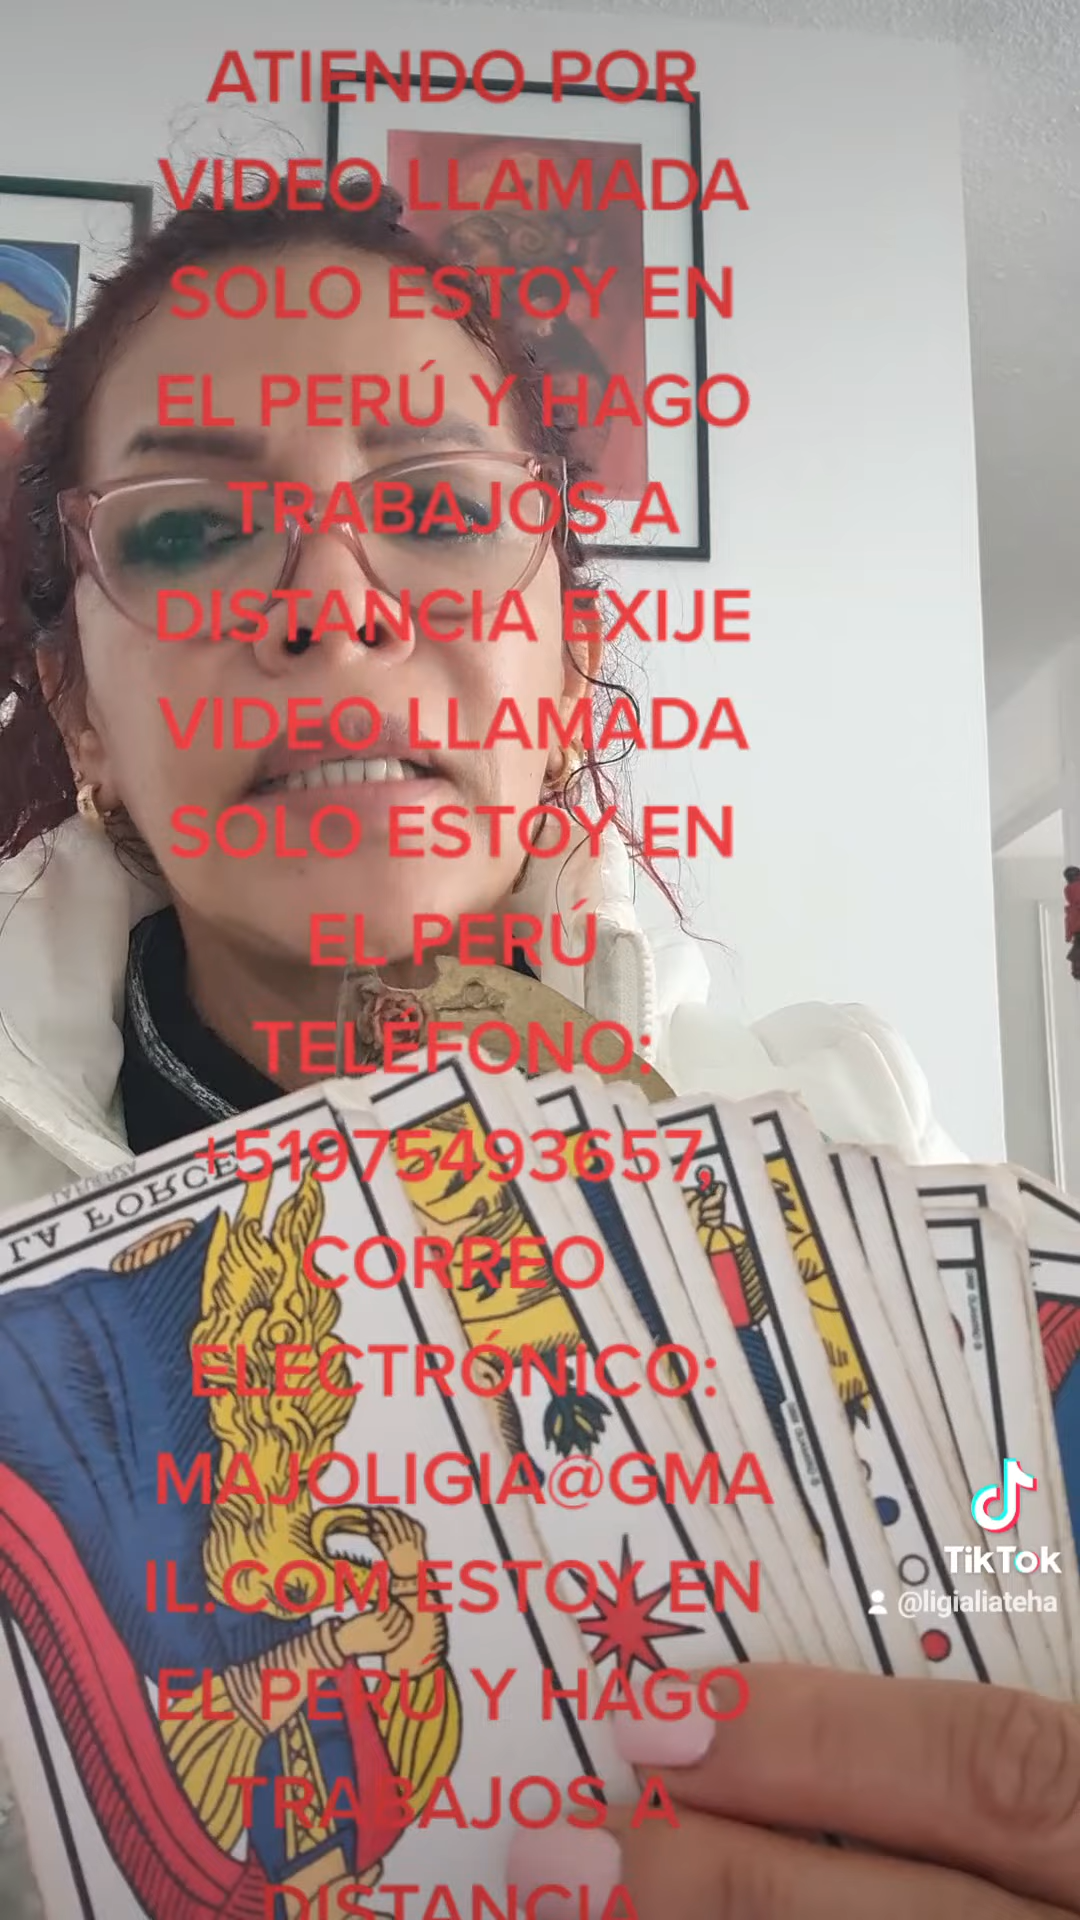 ATIENDO POR
VIDEO LLAMADA
SOLO ESTOY EN
EL PERÚ Y HAGO
TRABAJOS A
DISTANCIA EXIJE
VIDEO LLAMADA
SOLO ESTOY EN
EL PERÚ
TELÉFONO:
+51975493657,
CORREO
ELECTRÓNICO:
MAJOLIGIA@GMA
IL.COM ESTOY EN
EL PERÚ Y HAGO
TRABAJOS A
DISTANCIA
LA FORCE
TikTok
@ligialiateha